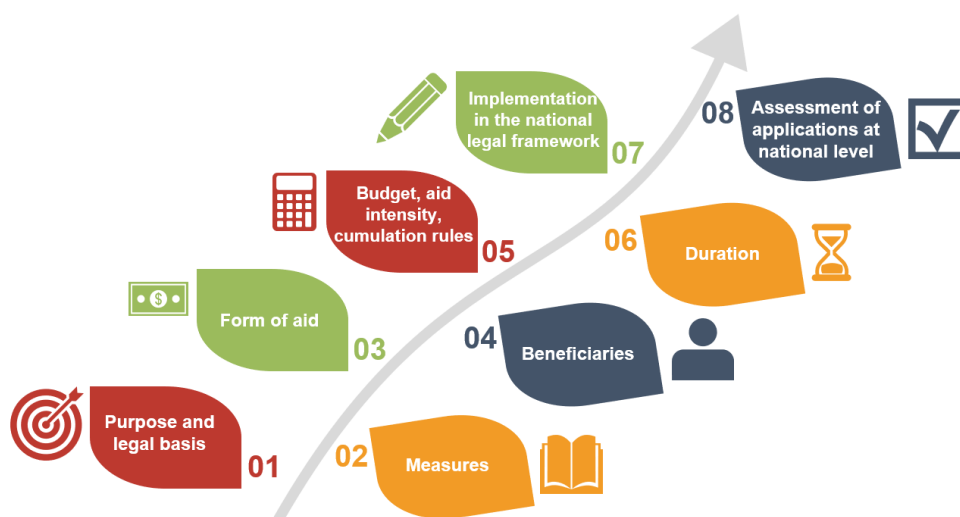 Purpose and
legal basis
01
02
Measures
Form of aid
03
04
Beneficiaries
Budget, aid
intensity,
cumulation rules
05
06
Duration
Implementation
in the national
legal framework
07
08
Assessment of
applications at
national level
$